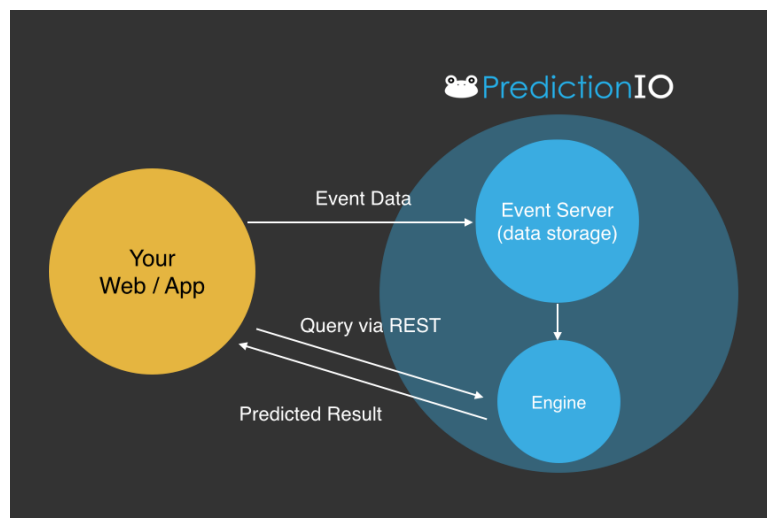 PredictionIO
Event Data
Event Server
(data storage)
Your
Web / App
Query via REST
Engine
Predicted Result